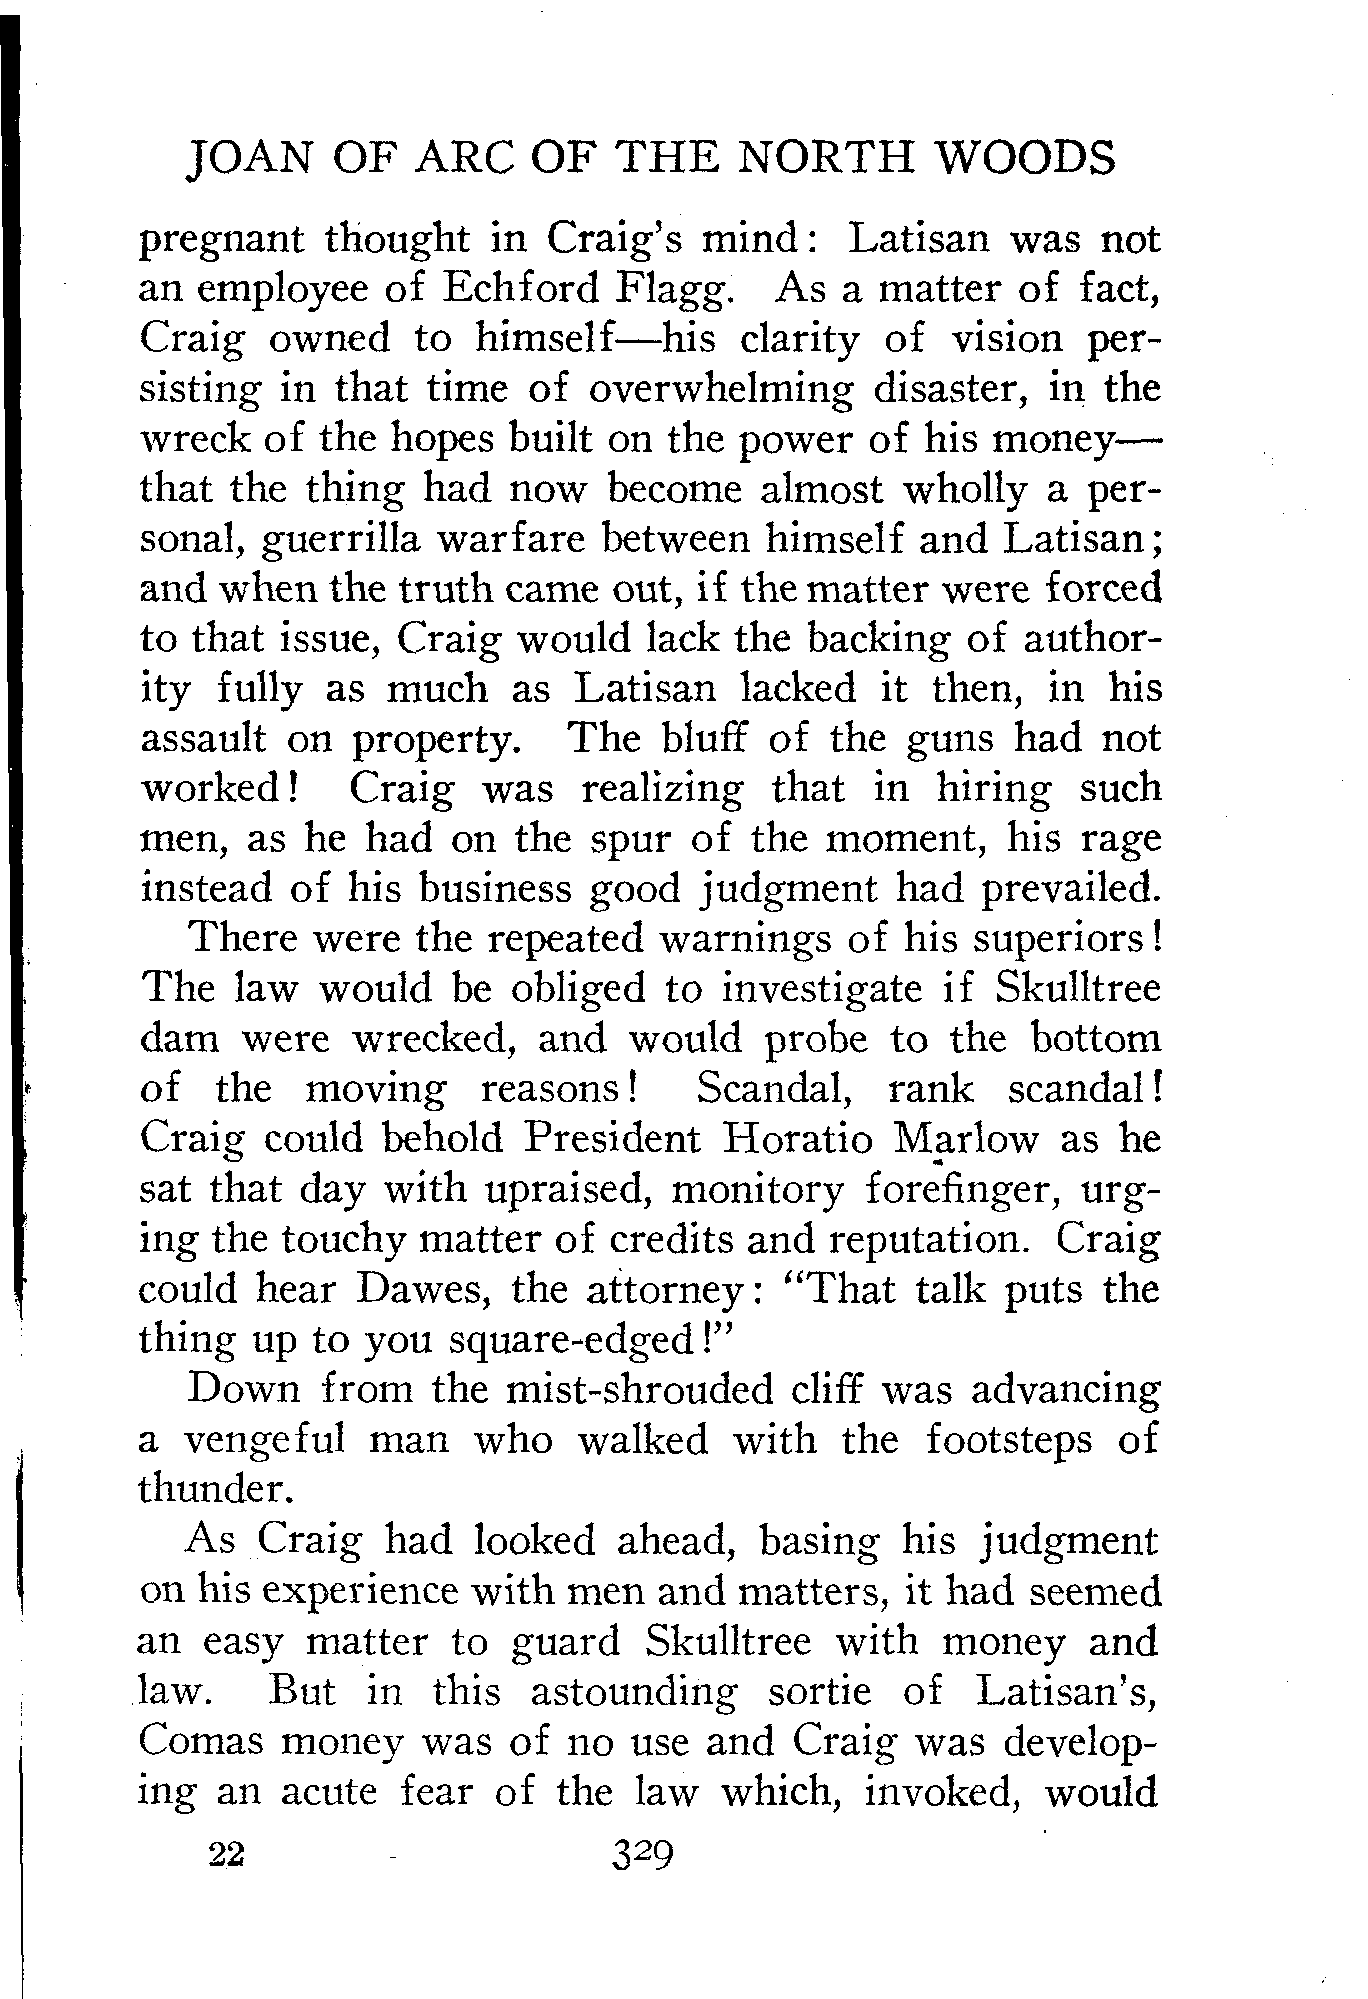 JOAN OF ARC OF THE NORTH WOODS
pregnant thought in Craig's mind: Latisan was not
an employee of Echford Flagg. As a matter of fact,
Craig owned to himself—his clarity of vision per-
sisting in that time of overwhelming disaster, in the
wreck of the hopes built on the power of his money—
that the thing had now become almost wholly a per-
sonal, guerrilla warfare between himself and Latisan;
and when the truth came out, if the matter were forced
to that issue, Craig would lack the backing of author-
ity fully as much as Latisan lacked it then, in his
assault on property. The bluff of the guns had not
worked! Craig was realizing that in hiring such
men, as he had on the spur of the moment, his rage
instead of his business good judgment had prevailed.
There were the repeated warnings of his superiors!
The law would be obliged to investigate if Skulltree
dam were wrecked, and would probe to the bottom
of the moving reasons! Scandal, rank scandal!
Craig could behold President Horatio Marlow as he
sat that day with upraised, monitory forefinger, urg-
ing the touchy matter of credits and reputation. Craig
could hear Dawes, the attorney: "That talk puts the
thing up to you square-edged!"
Down from the mist-shrouded cliff was advancing
a vengeful man who walked with the footsteps of
thunder.
As Craig had looked ahead, basing his judgment
on his experience with men and matters, it had seemed
an easy matter to guard Skulltree with money and
law. But in this astounding sortie of Latisan's,
Comas money was of no use and Craig was develop-
ing an acute fear of the law which, invoked, would
22 329